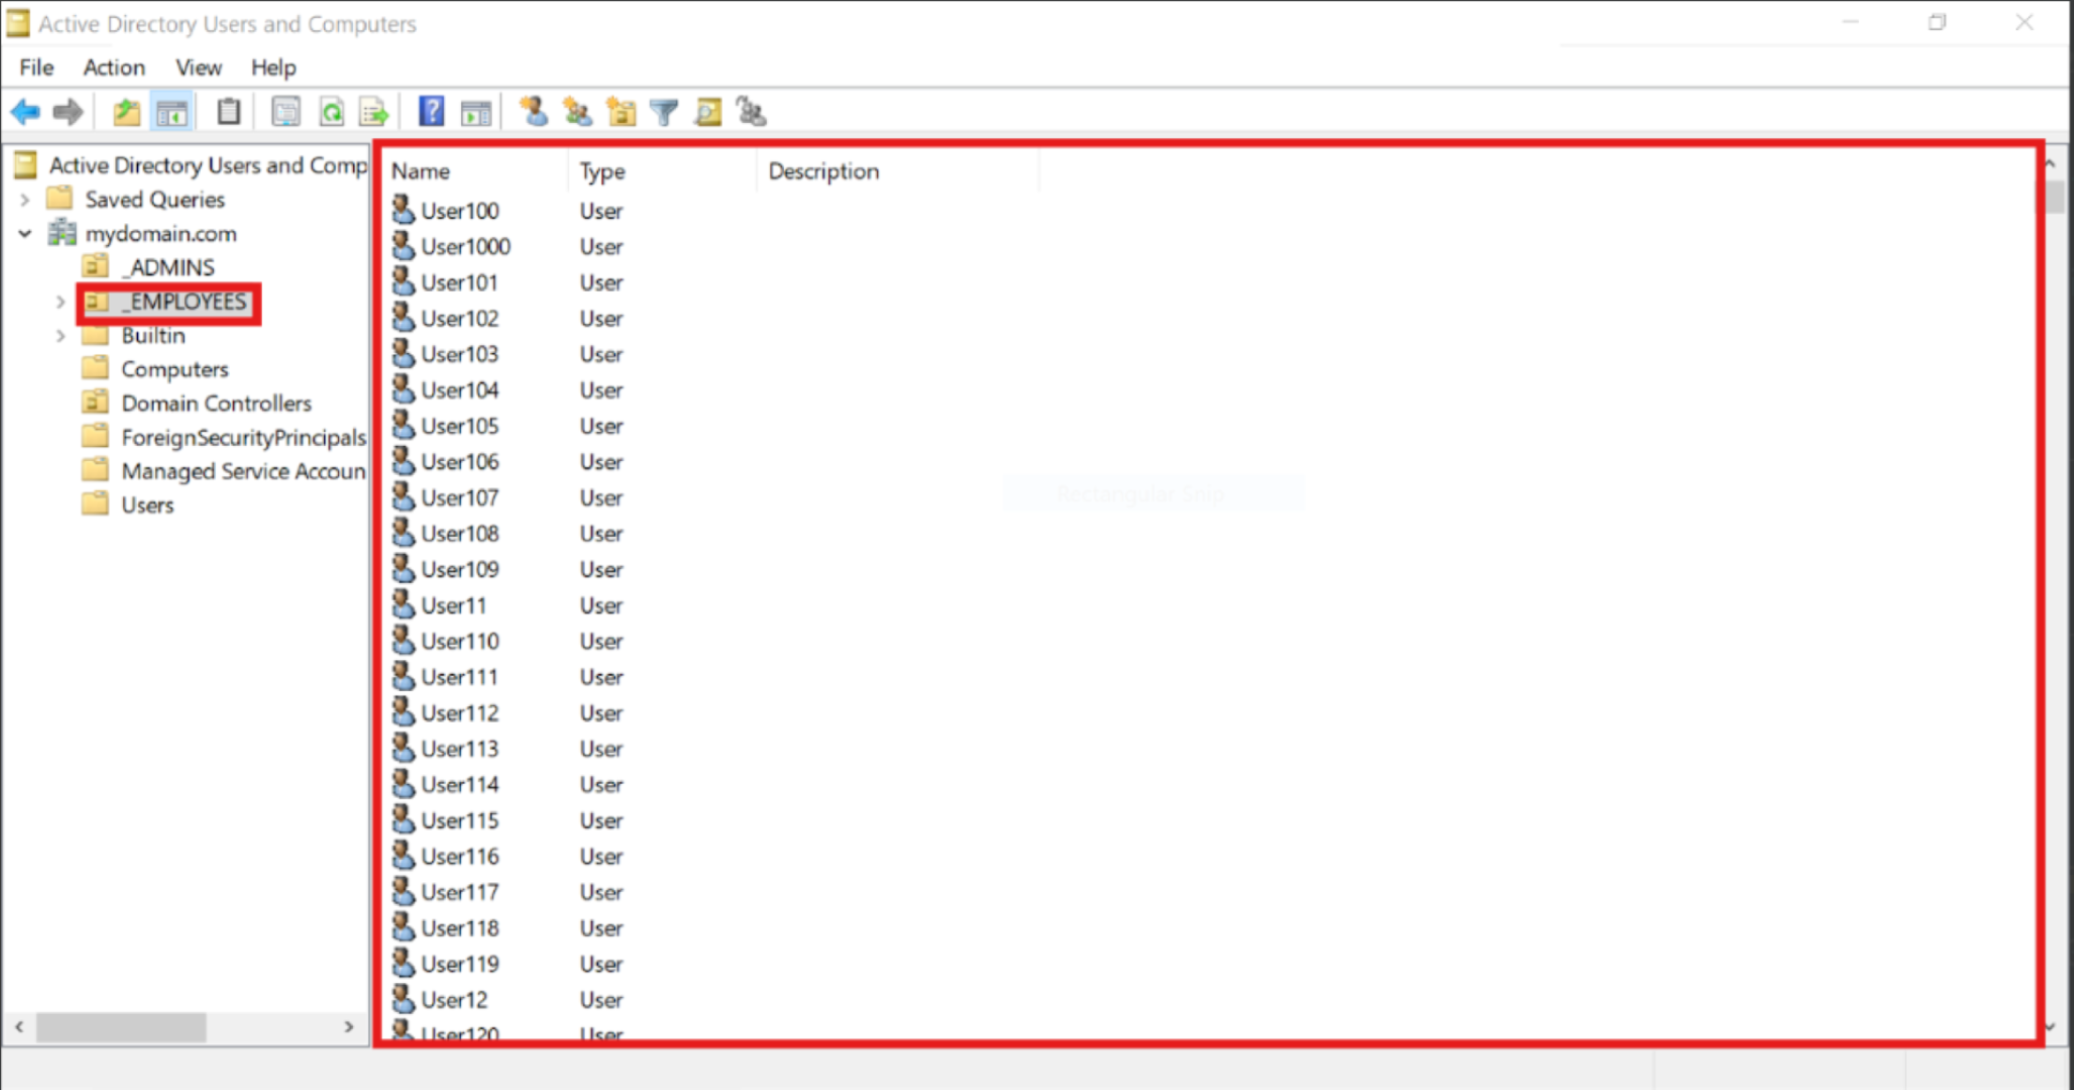 Active Directory Users and Computers
File Action View Help
Active Directory Users and Comp
Saved Queries
mydomain.com
_ADMINS
_EMPLOYEES
Builtin
Computers
Domain Controllers
ForeignSecurityPrincipals
Managed Service Accoun
Users
Name Type Description
User100 User
User1000 User
User101 User
User102 User
User103 User
User104 User
User105 User
User106 User
User107 User
User108 User
User109 User
User11 User
User110 User
User111 User
User112 User
User113 User
User114 User
User115 User
User116 User
User117 User
User118 User
User119 User
User12 User
User120 User
Rectangular Snip